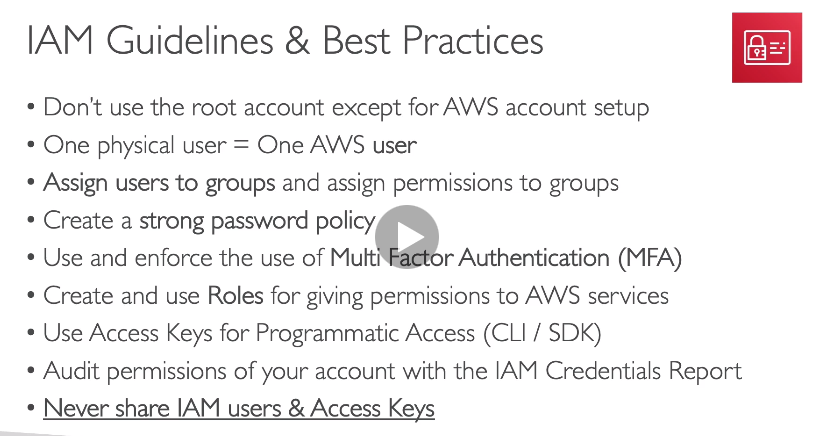 IAM Guidelines & Best Practices
• Don't use the root account except for AWS account setup
• One physical user = One AWS user
• Assign users to groups and assign permissions to groups
• Create a strong password policy
• Use and enforce the use of Multi Factor Authentication (MFA)
• Create and use Roles for giving permissions to AWS services
• Use Access Keys for Programmatic Access (CLI / SDK)
• Audit permissions of your account with the IAM Credentials Report
• Never share IAM users & Access Keys